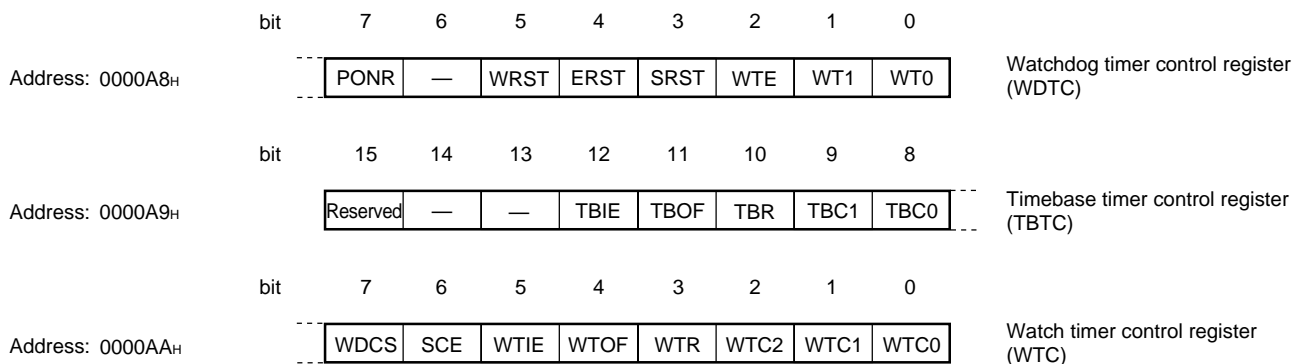 bit 7 6 5 4 3 2 1 0
Address: 0000A8H PONR — WRST ERST SRST WTE WT1 WT0 Watchdog timer control register
(WDTC)
bit 15 14 13 12 11 10 9 8
Address: 0000A9H Reserved — — TBIE TBOF TBR TBC1 TBC0 Timebase timer control register
(TBTC)
bit 7 6 5 4 3 2 1 0
Address: 0000AAH WDCS SCE WTIE WTOF WTR WTC2 WTC1 WTC0 Watch timer control register
(WTC)